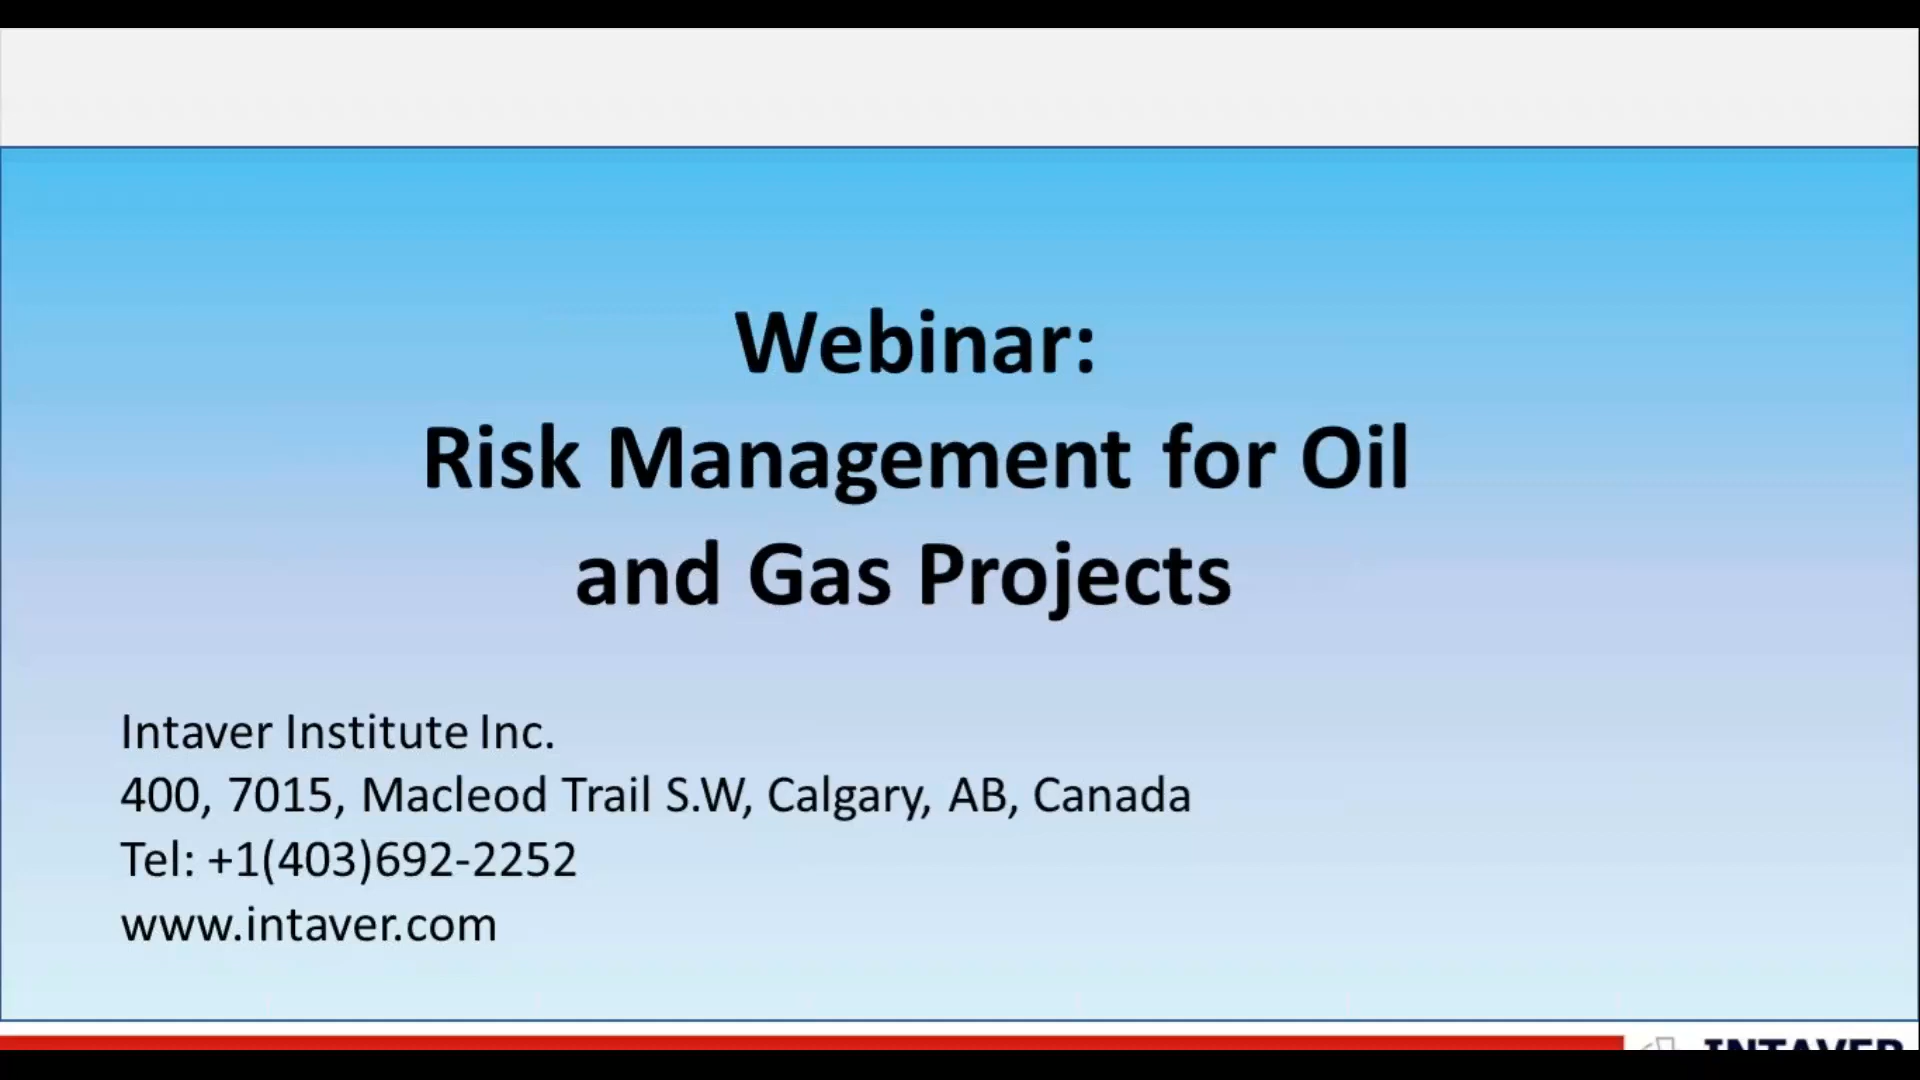 Webinar:
Risk Management for Oil
and Gas Projects
Intaver Institute Inc.
400, 7015, Macleod Trail S.W, Calgary, AB, Canada
Tel: +1(403)692-2252
www.intaver.com
INTAVER